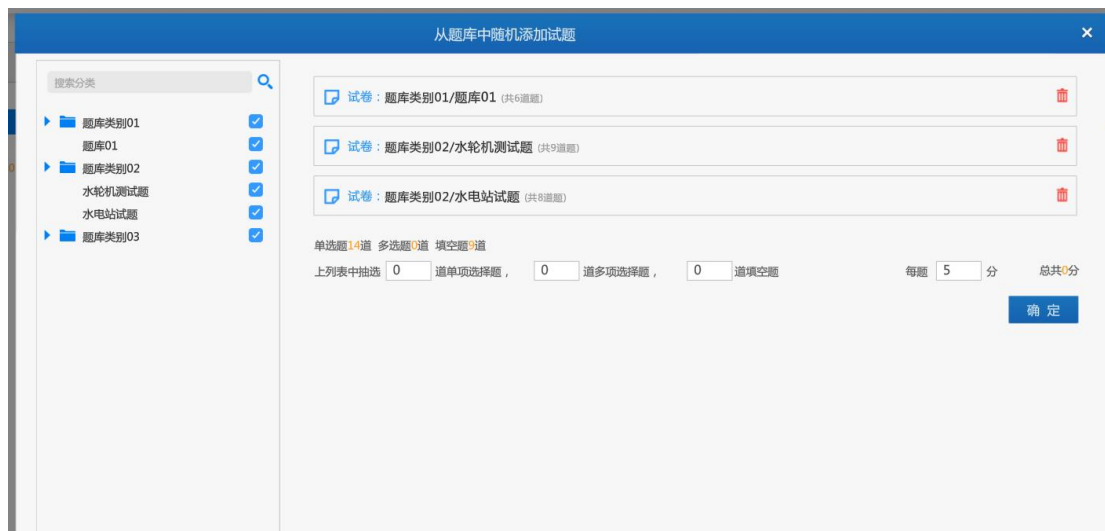 从题库中随机添加试题
×
搜索分类
题库类别01
题库01
题库类别02
水轮机测试题
水电站试题
题库类别03
试卷：题库类别01/题库01 (共6道题)
试卷：题库类别02/水轮机测试题 (共9道题)
试卷：题库类别02/水电站试题 (共8道题)
单选题14道 多选题0道 填空题9道
上列表中抽选 0 道单项选择题， 0 道多项选择题， 0 道填空题 每题 5 分 总共0分
确 定